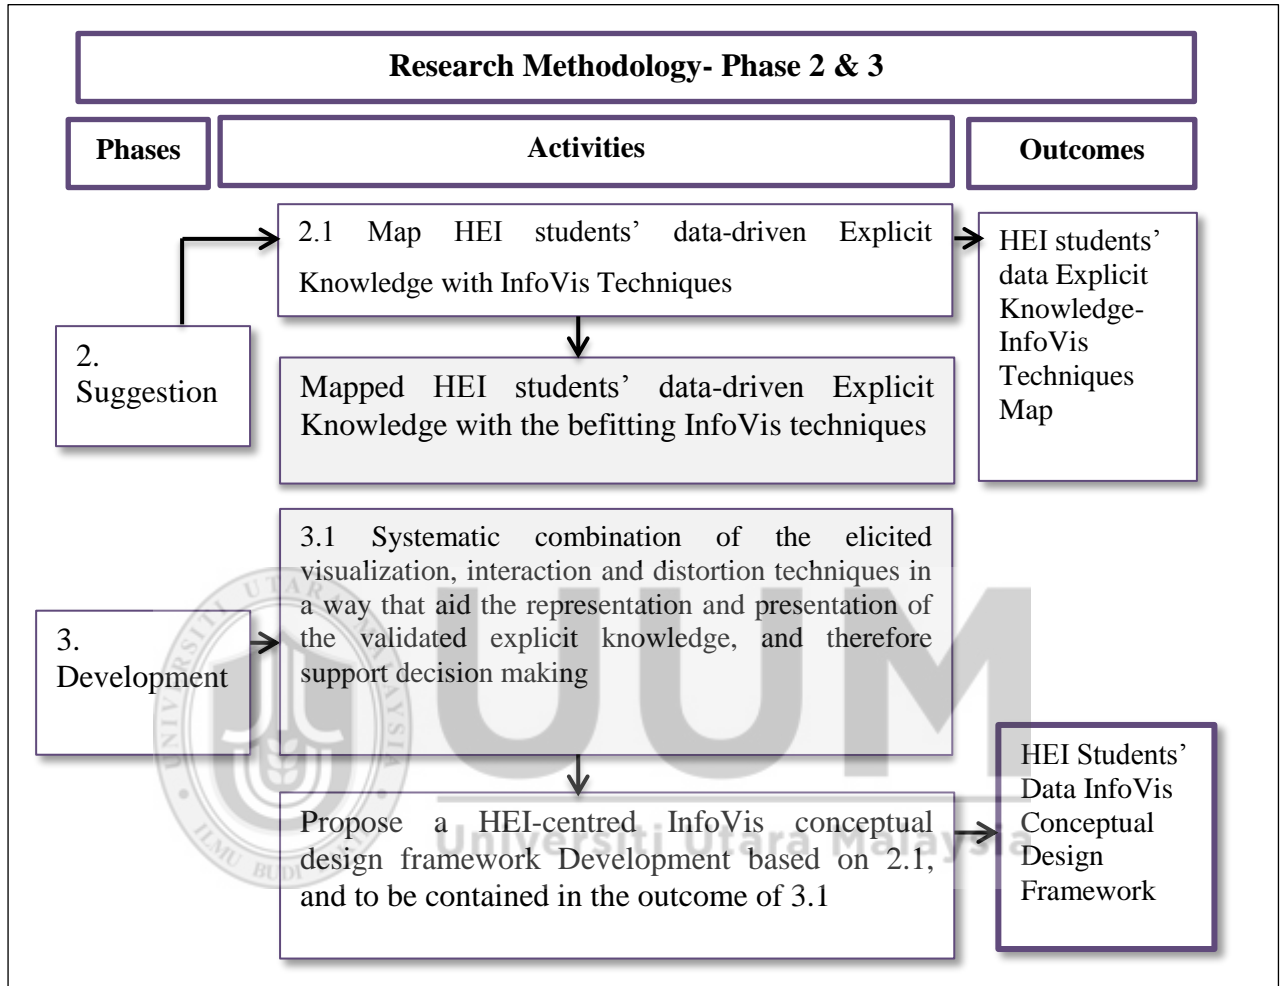 Research Methodology- Phase 2 & 3
Phases
Activities
Outcomes
2.
Suggestion
2.1 Map HEI students’ data-driven Explicit
Knowledge with InfoVis Techniques
Mapped HEI students’ data-driven Explicit
Knowledge with the befitting InfoVis techniques
HEI students’
data Explicit
Knowledge-
InfoVis
Techniques
Map
3.
Development
3.1 Systematic combination of the elicited
visualization, interaction and distortion techniques in
a way that aid the representation and presentation of
the validated explicit knowledge, and therefore
support decision making
Propose a HEI-centred InfoVis conceptual
design framework Development based on 2.1,
and to be contained in the outcome of 3.1
HEI Students’
Data InfoVis
Conceptual
Design
Framework
UNIVERSITI UTARA MALAYSIA
ILMU BUDI
UUM
Universiti Utara Malaysia